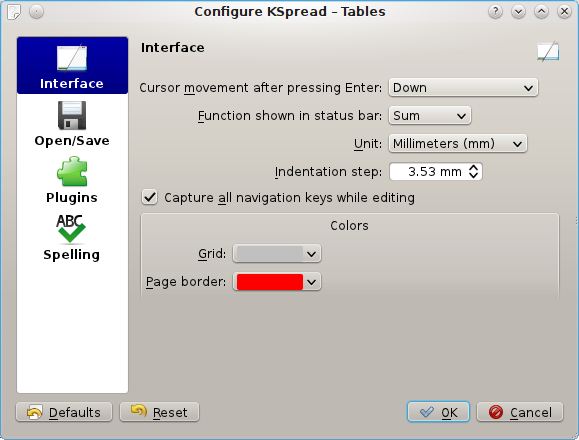 Configure KSpread – Tables
Interface
Open/Save
Plugins
ABC
Spelling
Interface
Cursor movement after pressing Enter: Down
Function shown in status bar: Sum
Unit: Millimeters (mm)
Indentation step: 3.53 mm
Capture all navigation keys while editing
Colors
Grid:
Page border:
Defaults Reset OK Cancel